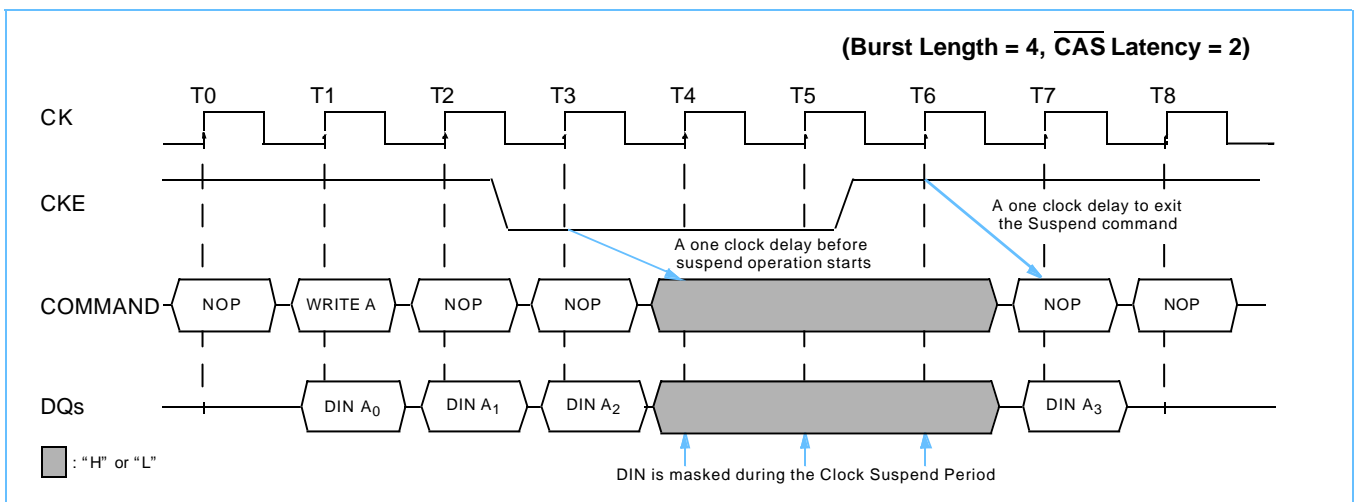 (Burst Length = 4, CAS Latency = 2)
T0 T1 T2 T3 T4 T5 T6 T7 T8
CK
CKE
A one clock delay to exit
the Suspend command
A one clock delay before
suspend operation starts
COMMAND NOP WRITE A NOP NOP NOP NOP
DQs DIN A0 DIN A1 DIN A2 DIN A3
: “H” or “L”
DIN is masked during the Clock Suspend Period